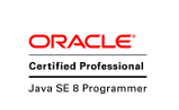 ORACLE
Certified Professional
Java SE 8 Programmer